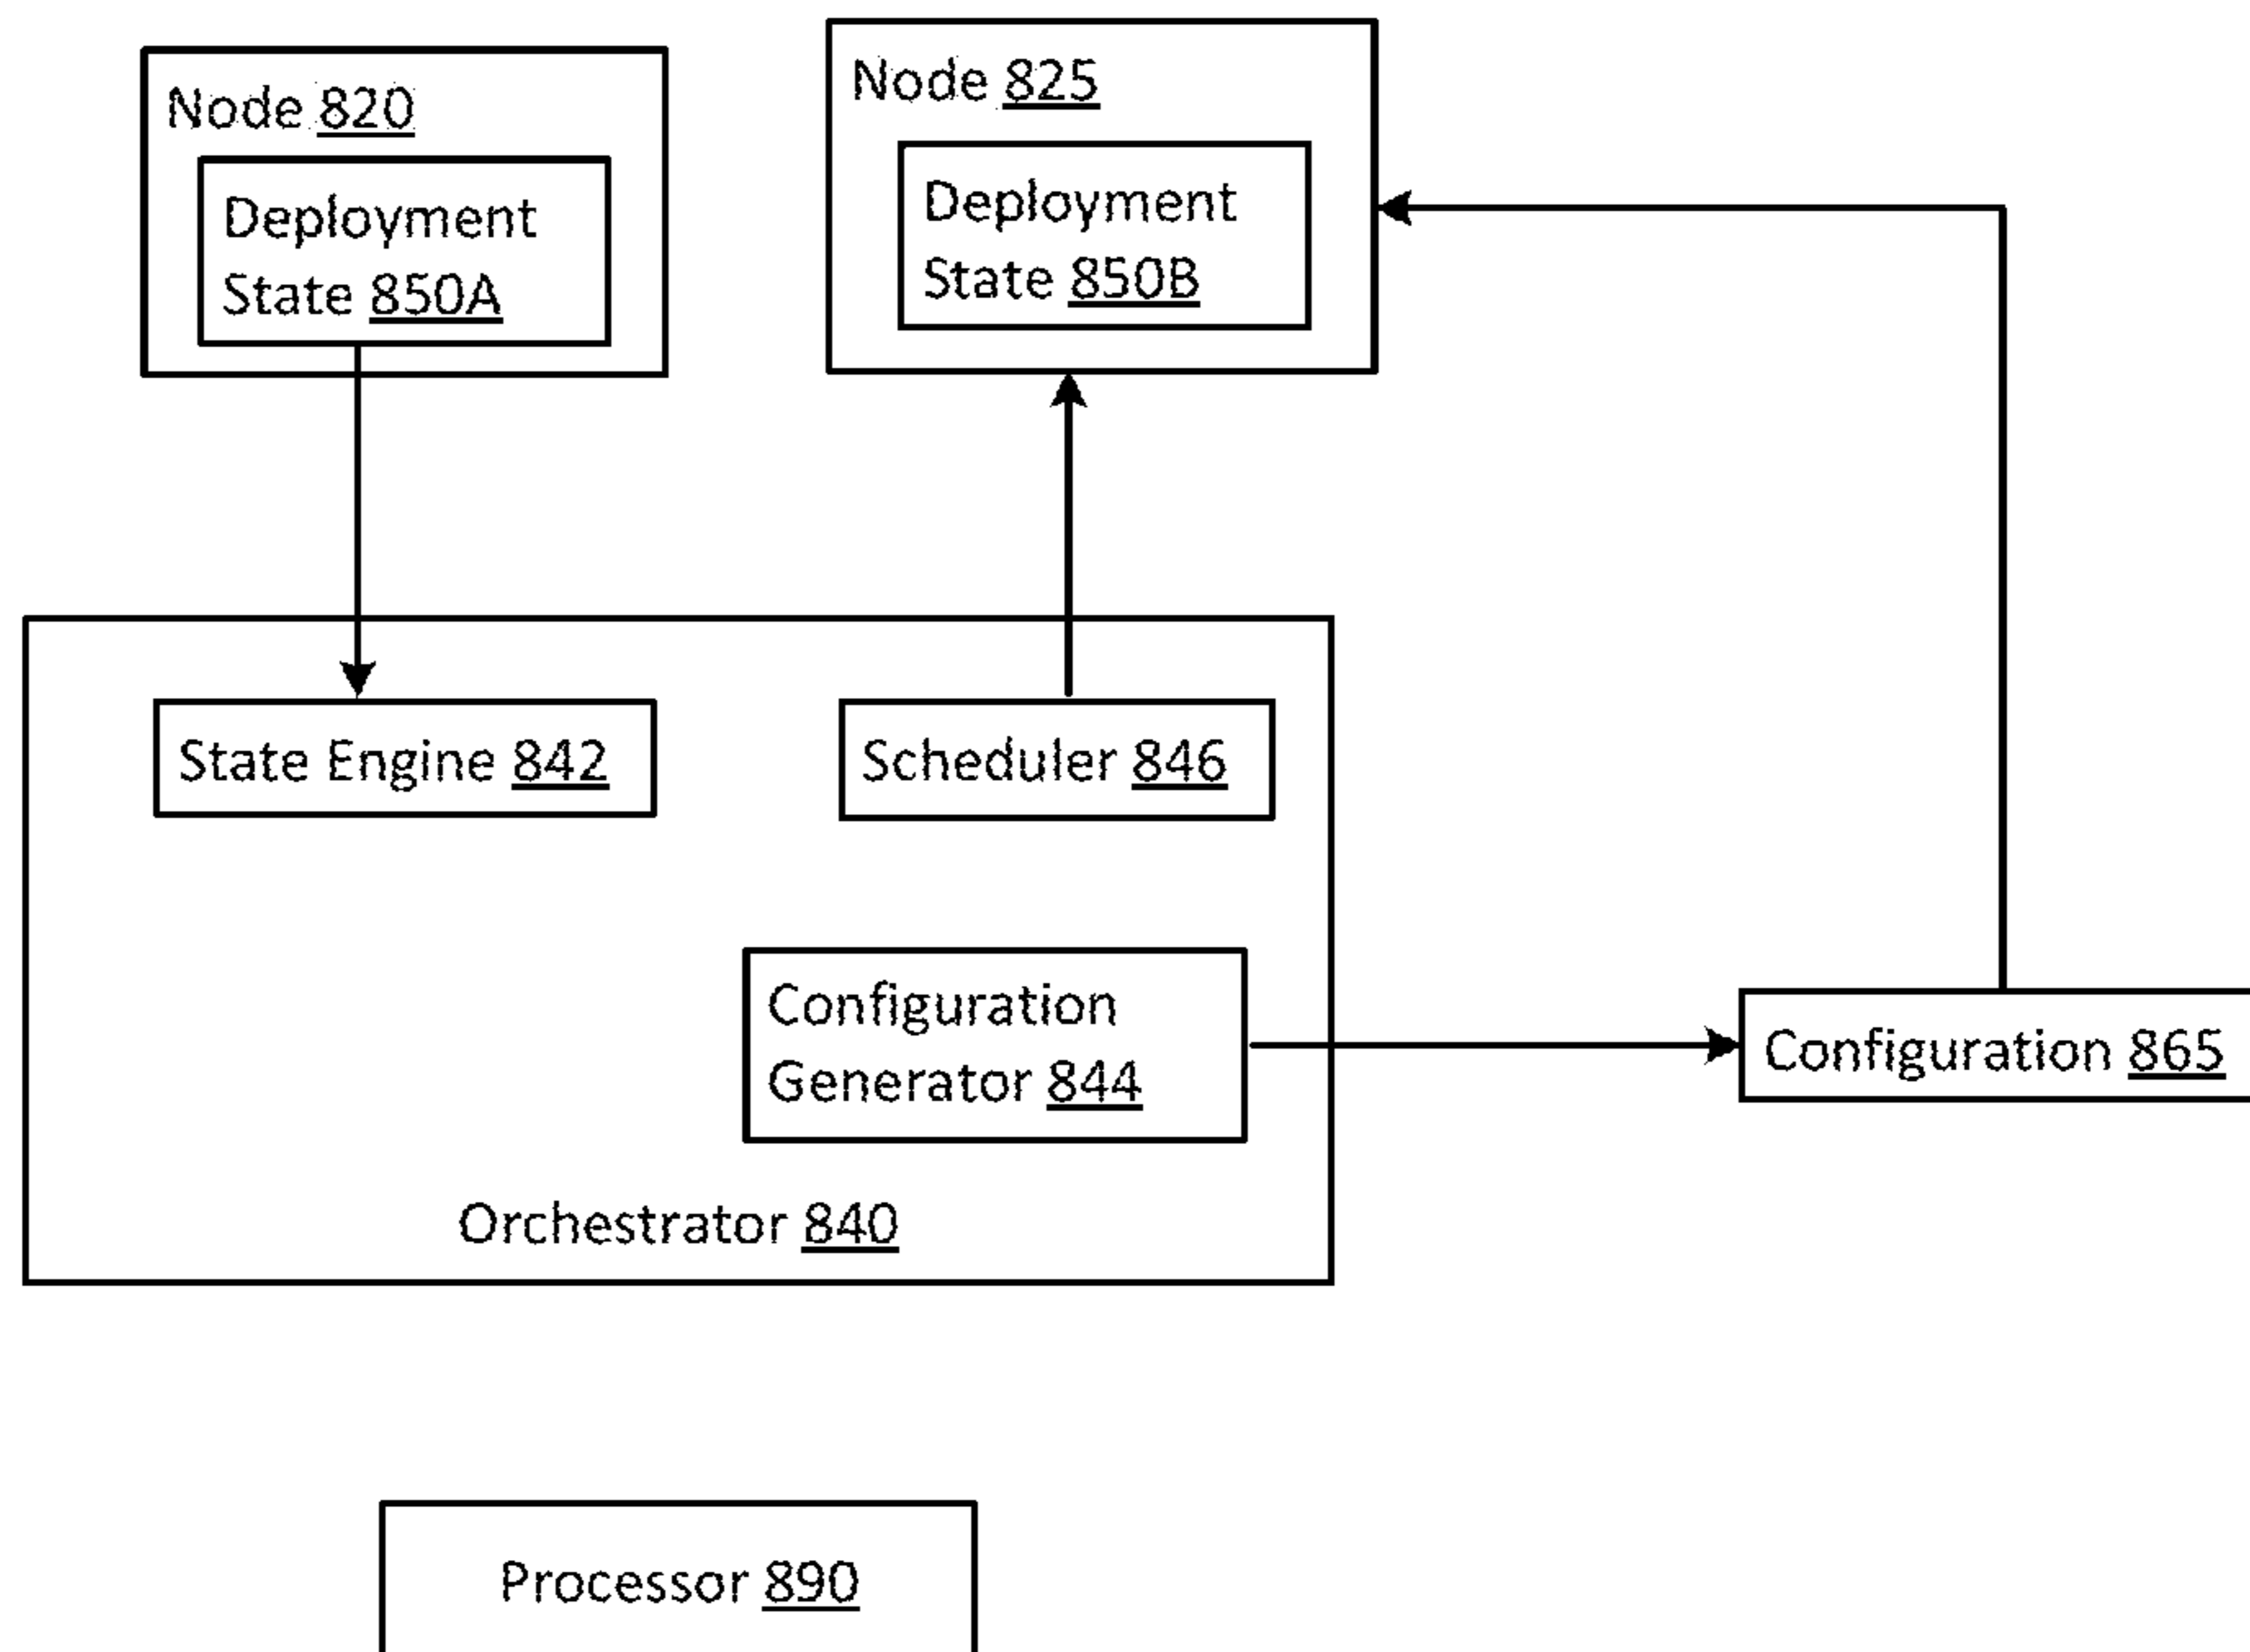 Node 820
Deployment
State 850A
Node 825
Deployment
State 850B
State Engine 842
Scheduler 846
Configuration
Generator 844
Configuration 865
Orchestrator 840
Processor 890